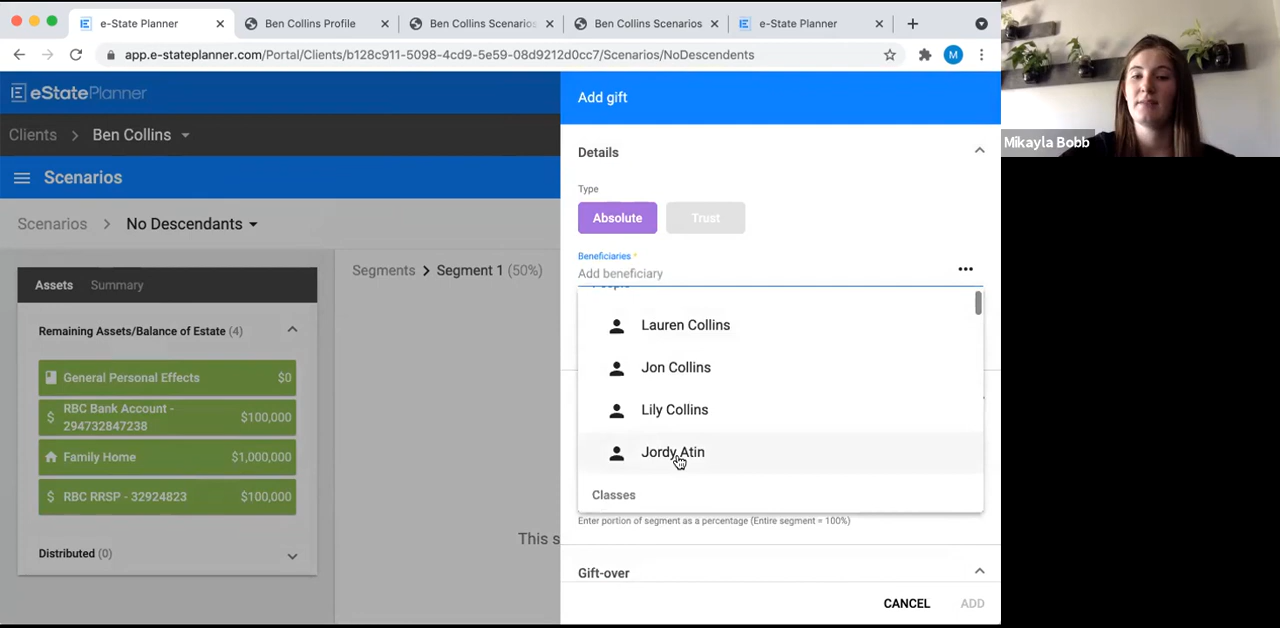 e-State Planner
Ben Collins Profile
Ben Collins Scenarios
Ben Collins Scenarios
e-State Planner
app.e-stateplanner.com/Portal/Clients/b128c911-5098-4cd9-5e59-08d9212d0cc7/Scenarios/NoDescendents
M
eStatePlanner
Clients > Ben Collins
Scenarios
Scenarios > No Descendants
Assets Summary
Remaining Assets/Balance of Estate (4)
General Personal Effects $0
RBC Bank Account -
294732847238 $100,000
Family Home $1,000,000
RBC RRSP - 32924823 $100,000
Distributed (0)
Segments > Segment 1 (50%)
This s
Add gift
Details
Type
Absolute Trust
Beneficiaries *
Add beneficiary
People
Lauren Collins
Jon Collins
Lily Collins
Jordy Atin
Classes
Enter portion of segment as a percentage (Entire segment = 100%)
Gift-over
CANCEL ADD
Mikayla Bobb